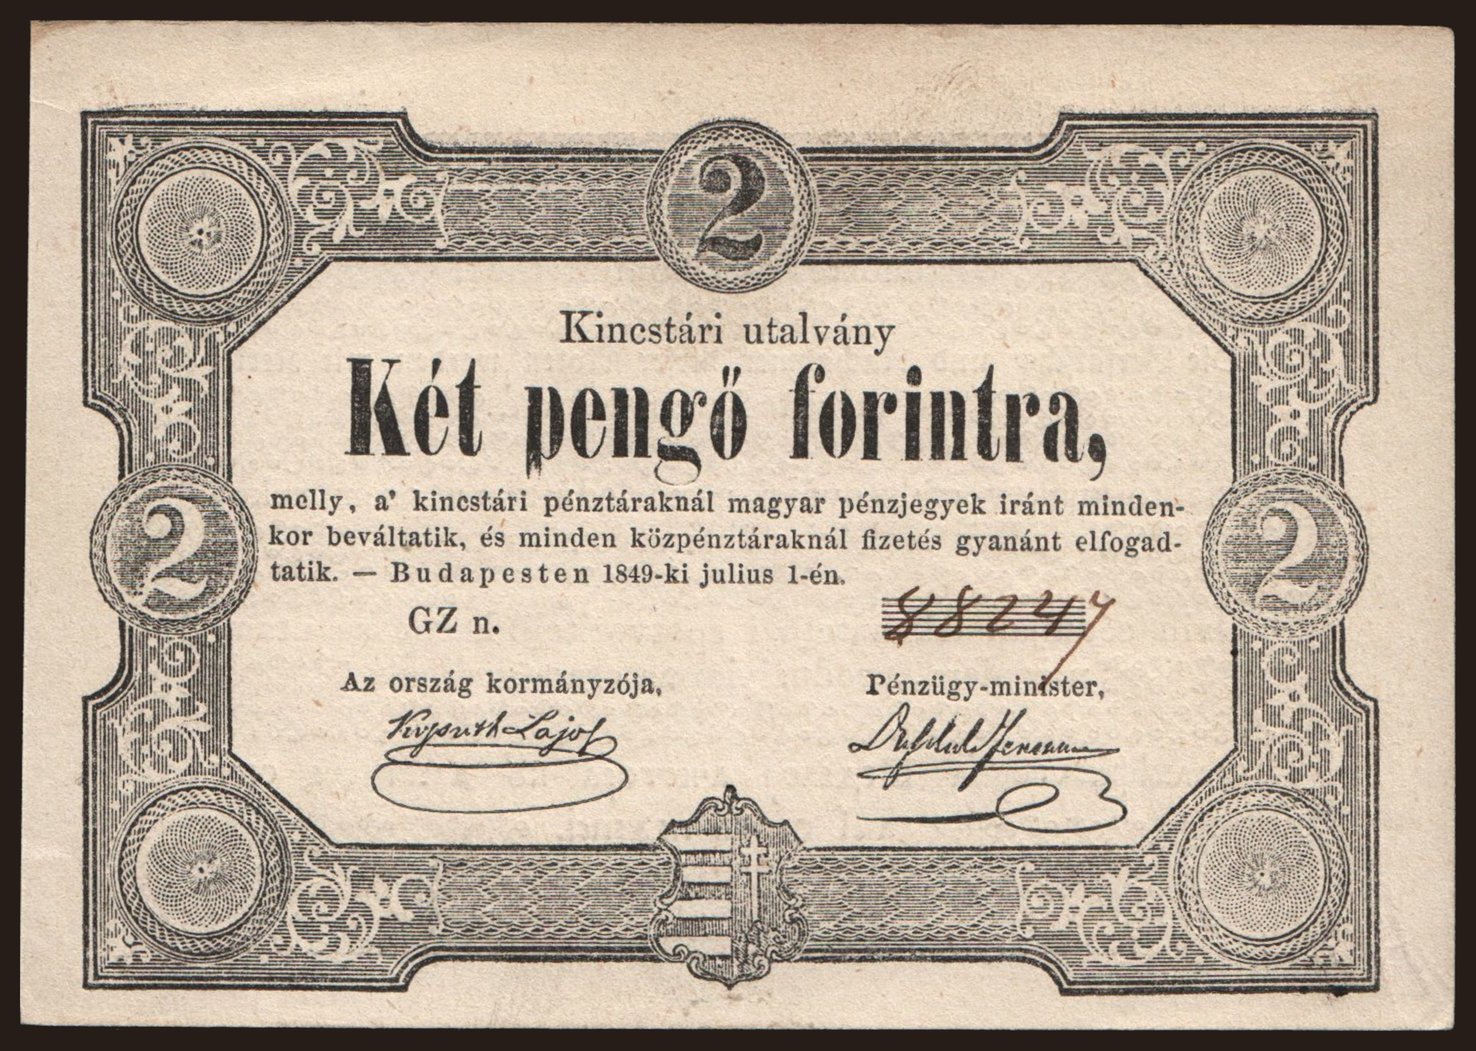 2
Kincstári utalvány
Két pengő forintra,
melly, a' kincstári pénztáraknál magyar pénzjegyek iránt minden-
kor beváltatik, és minden közpénztáraknál fizetés gyanánt elfogad-
tatik. — Budapesten 1849-ki julius 1-én.
2
2
GZ n.
88247
Az ország kormányzója,
Pénzügy-minister,
Kossuth Lajos